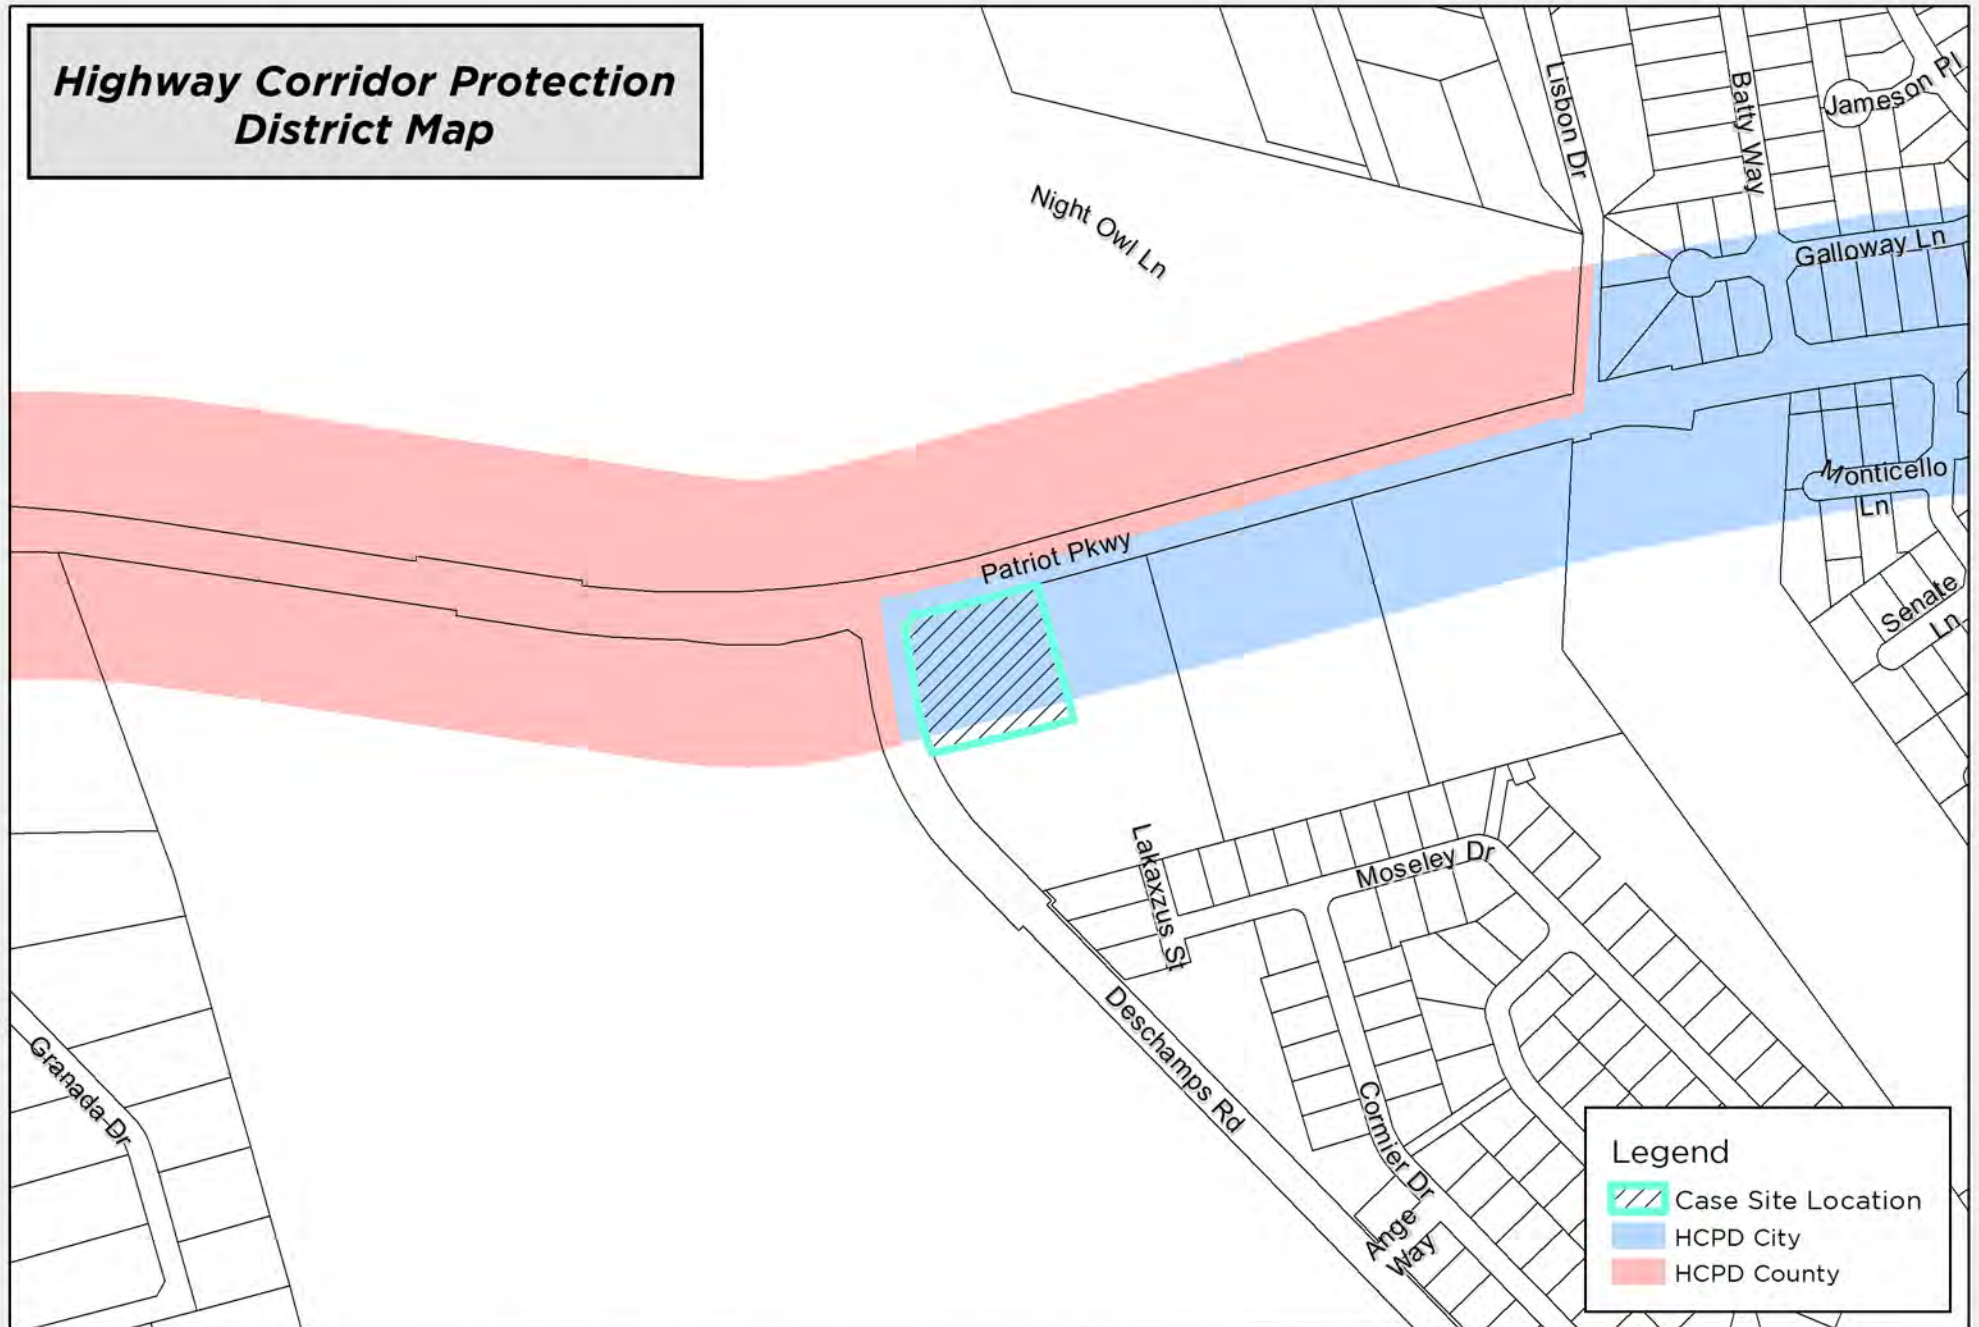 Highway Corridor Protection
District Map
Lisbon Dr
Batty Way
Jameson Pl
Night Owl Ln
Galloway Ln
Monticello
Ln
Patriot Pkwy
Senate
Ln
Lakaxzus St
Moseley Dr
Deschamps Rd
Granada Dr
Cormier Dr
Ange
Way
Legend
Case Site Location
HCPD City
HCPD County